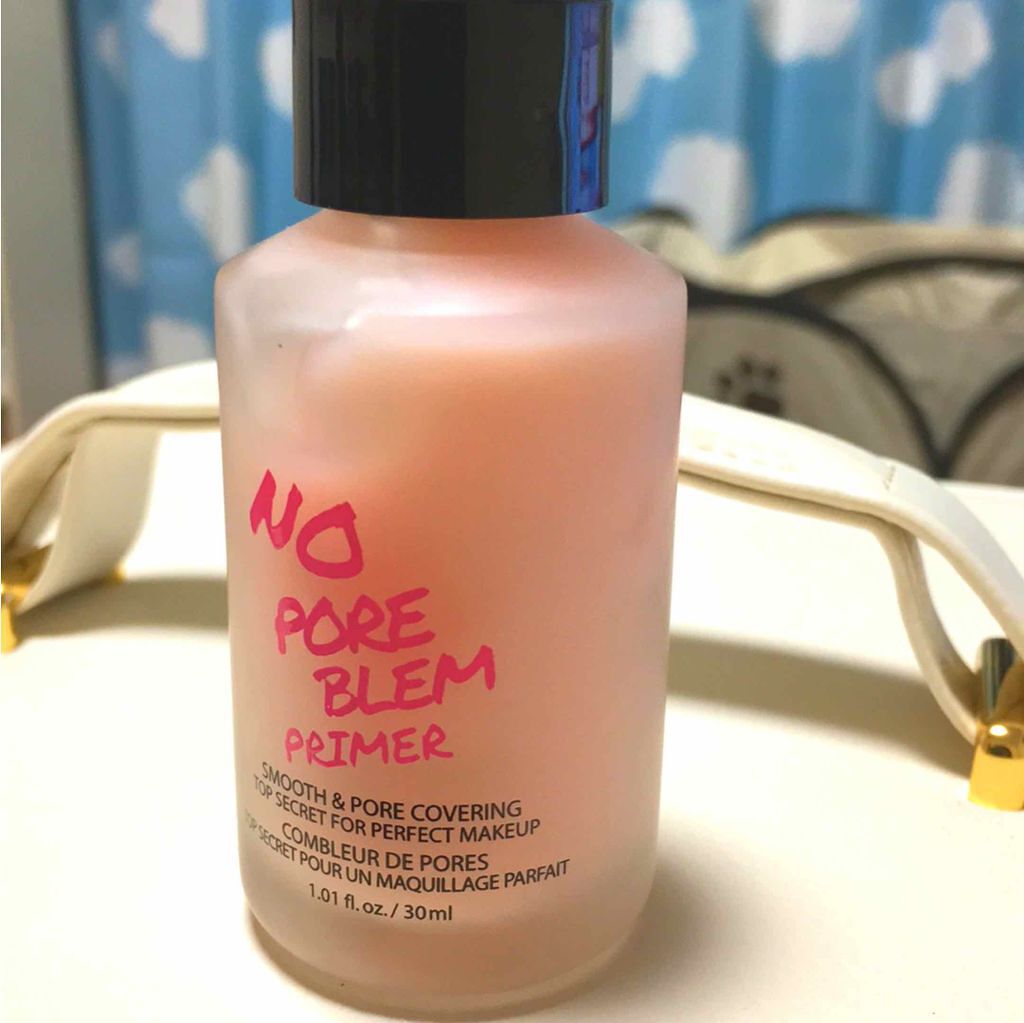 NO
PORE
BLEM
PRIMER
SMOOTH & PORE COVERING
TOP SECRET FOR PERFECT MAKEUP
COMBLEUR DE PORES
TOP SECRET POUR UN MAQUILLAGE PARFAIT
1.01 fl. oz. / 30ml